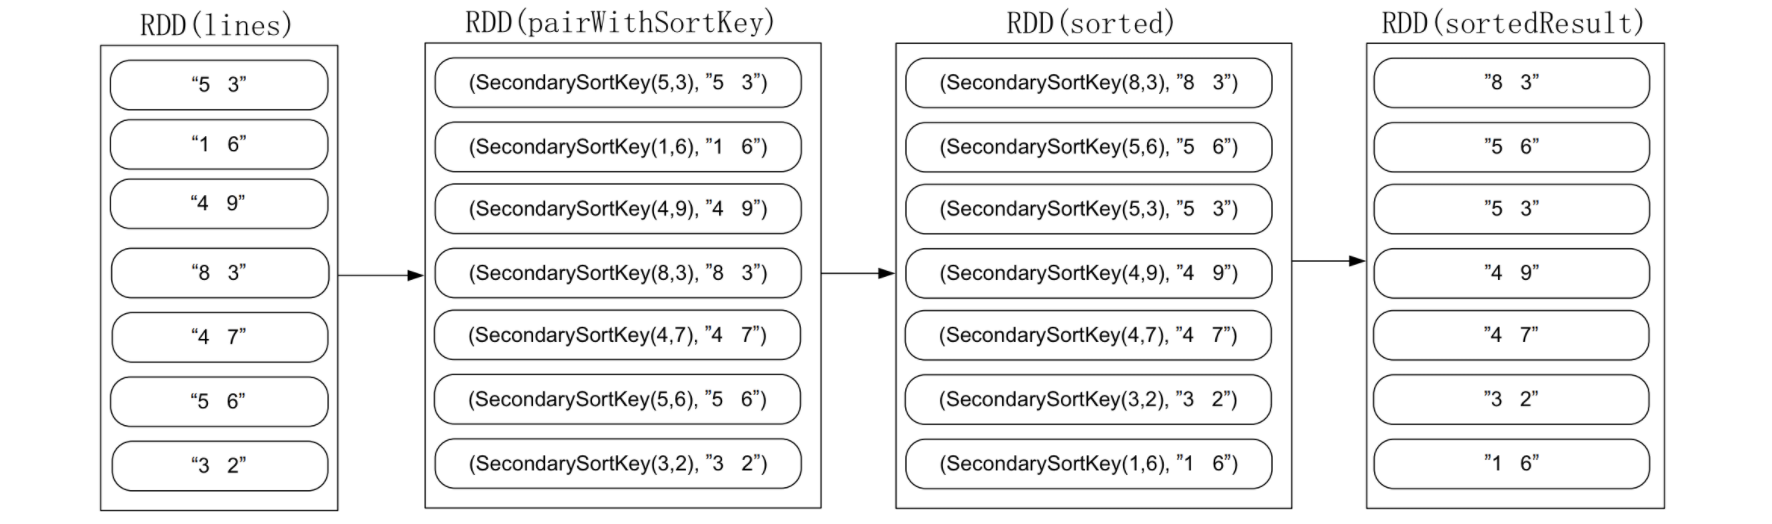 RDD(lines)
“5 3”
“1 6”
“4 9”
“8 3”
“4 7”
“5 6”
“3 2”
RDD(pairWithSortKey)
(SecondarySortKey(5,3), ”5 3”)
(SecondarySortKey(1,6), ”1 6”)
(SecondarySortKey(4,9), ”4 9”)
(SecondarySortKey(8,3), ”8 3”)
(SecondarySortKey(4,7), ”4 7”)
(SecondarySortKey(5,6), ”5 6”)
(SecondarySortKey(3,2), ”3 2”)
RDD(sorted)
(SecondarySortKey(8,3), ”8 3”)
(SecondarySortKey(5,6), ”5 6”)
(SecondarySortKey(5,3), ”5 3”)
(SecondarySortKey(4,9), ”4 9”)
(SecondarySortKey(4,7), ”4 7”)
(SecondarySortKey(3,2), ”3 2”)
(SecondarySortKey(1,6), ”1 6”)
RDD(sortedResult)
”8 3”
”5 6”
”5 3”
”4 9”
”4 7”
”3 2”
”1 6”